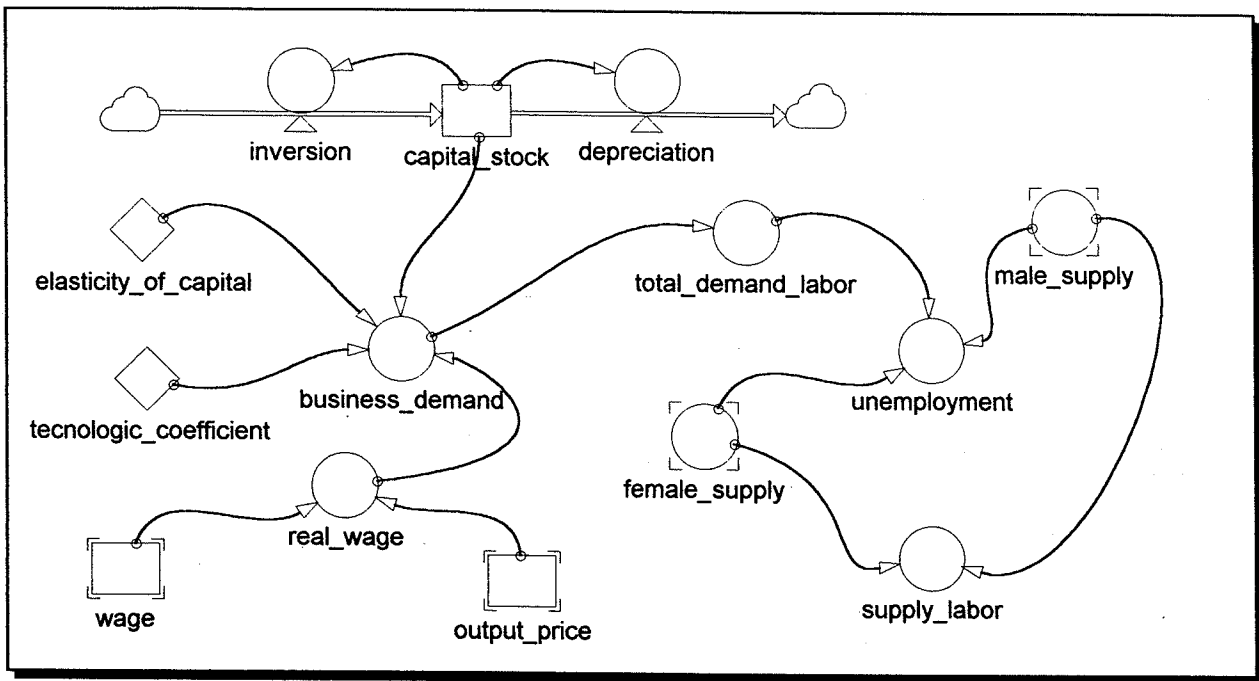 inversion
capital_stock
depreciation
elasticity_of_capital
total_demand_labor
male_supply
tecnologic_coefficient
business_demand
unemployment
female_supply
real_wage
wage
output_price
supply_labor